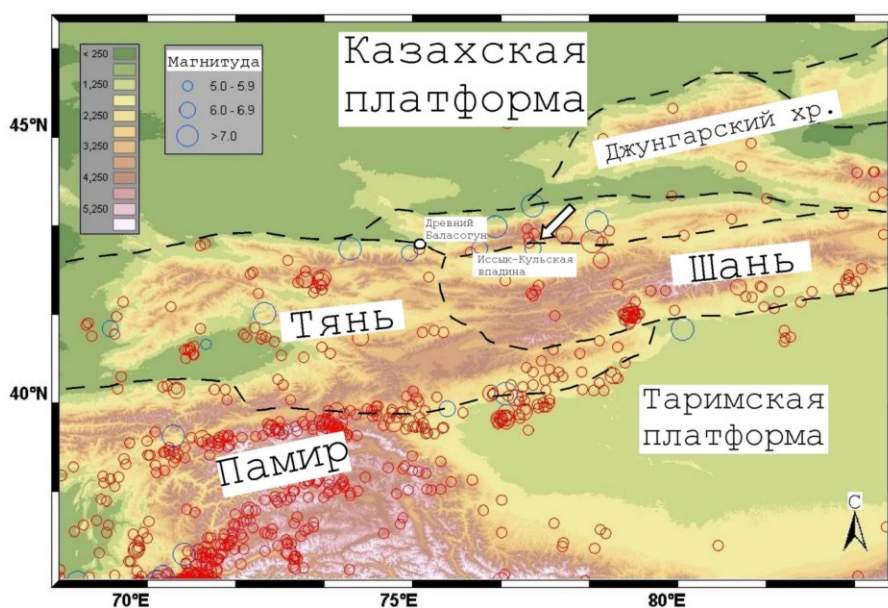 Казахская
платформа
< 250
1,250
2,250
3,250
4,250
5,250
Магнитуда
5.0 - 5.9
6.0 - 6.9
>7.0
45°N
Джунгарский хр.
Древний
Баласогун
Иссык-Кульская
впадина
Шань
Тянь
40°N
Таримская
платформа
Памир
С
70°E
75°E
80°E